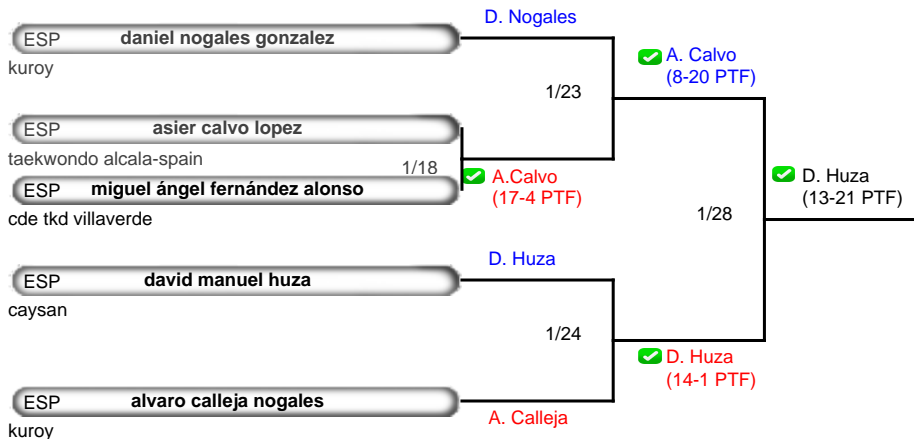 D. Nogales
ESP daniel nogales gonzalez
kuroy
A. Calvo
(8-20 PTF)
1/23
ESP asier calvo lopez
taekwondo alcala-spain
1/18
A.Calvo
(17-4 PTF)
ESP miguel ángel fernández alonso
cde tkd villaverde
D. Huza
(13-21 PTF)
1/28
D. Huza
ESP david manuel huza
caysan
1/24
D. Huza
(14-1 PTF)
ESP alvaro calleja nogales
A. Calleja
kuroy